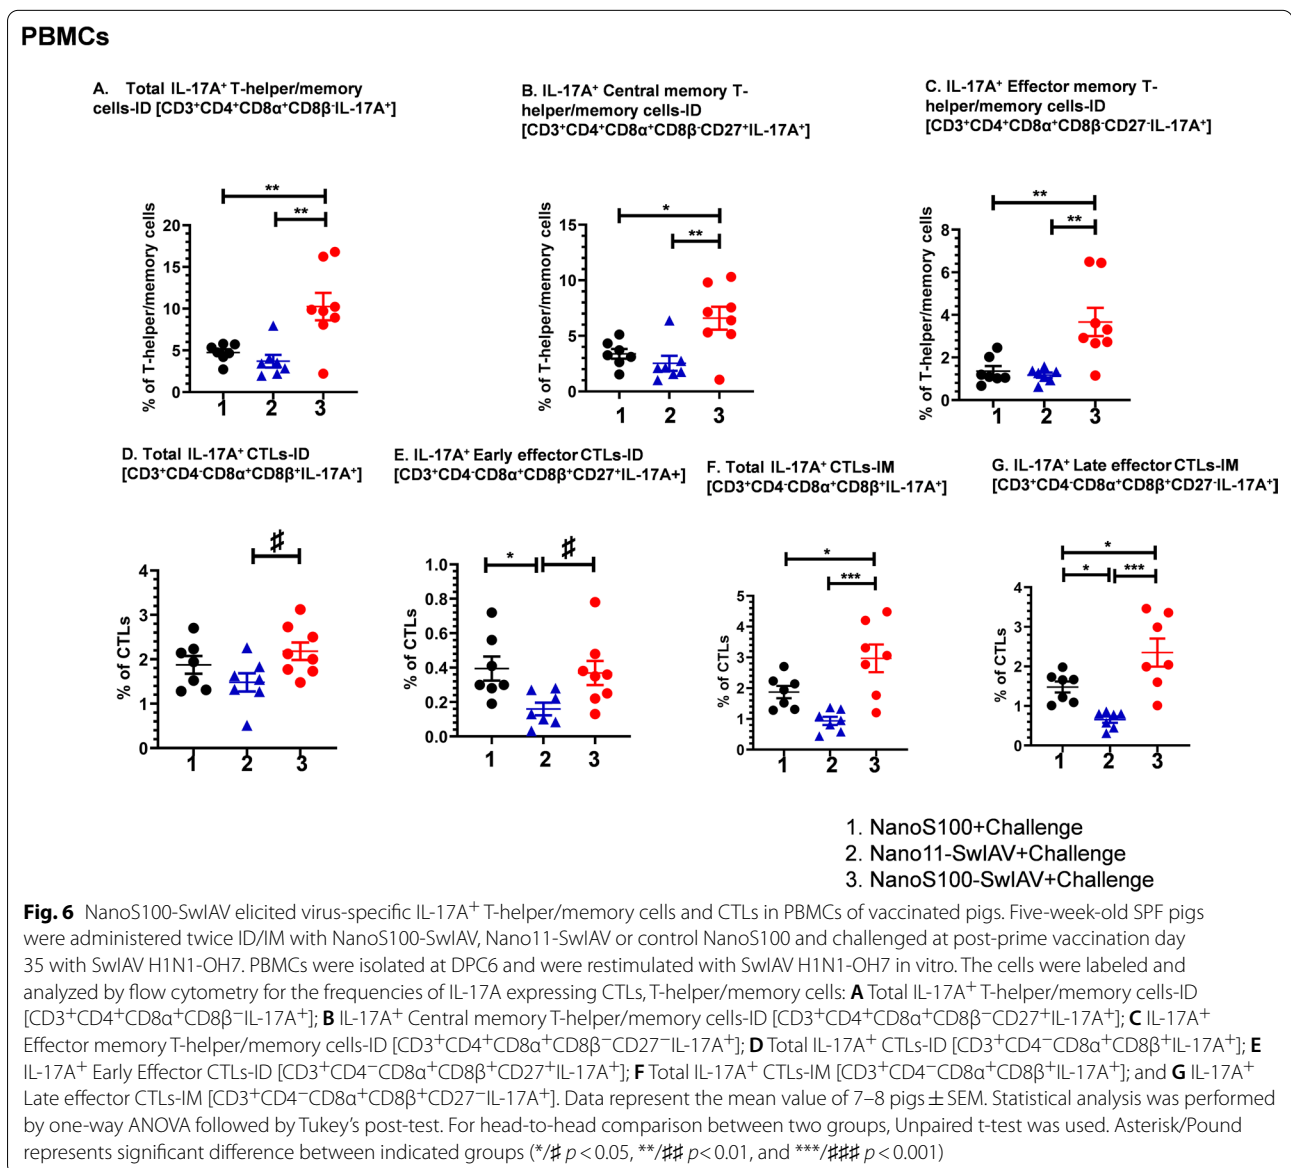 PBMCs
A. Total IL-17A⁺ T-helper/memory
cells-ID [CD3⁺CD4⁺CD8α⁺CD8β⁻IL-17A⁺]
B. IL-17A⁺ Central memory T-
helper/memory cells-ID
[CD3⁺CD4⁺CD8α⁺CD8β⁻CD27⁺IL-17A⁺]
C. IL-17A⁺ Effector memory T-
helper/memory cells-ID
[CD3⁺CD4⁺CD8α⁺CD8β⁻CD27⁻IL-17A⁺]
% of T-helper/memory cells
20
15
10
5
0
**
**
1 2 3
% of T-helper/memory cells
15
10
5
0
*
**
1 2 3
% of T-helper/memory cells
8
6
4
2
0
**
**
1 2 3
D. Total IL-17A⁺ CTLs-ID
[CD3⁺CD4⁻CD8α⁺CD8β⁺IL-17A⁺]
E. IL-17A⁺ Early effector CTLs-ID
[CD3⁺CD4⁻CD8α⁺CD8β⁺CD27⁺IL-17A+]
F. Total IL-17A⁺ CTLs-IM
[CD3⁺CD4⁻CD8α⁺CD8β⁺IL-17A⁺]
G. IL-17A⁺ Late effector CTLs-IM
[CD3⁺CD4⁻CD8α⁺CD8β⁺CD27⁻IL-17A⁺]
% of CTLs
4
3
2
1
0
♯
1 2 3
% of CTLs
1.0
0.8
0.6
0.4
0.2
0.0
*
♯
1 2 3
% of CTLs
5
4
3
2
1
0
*
***
1 2 3
% of CTLs
4
3
2
1
0
*
*
***
1 2 3
1. NanoS100+Challenge
2. Nano11-SwIAV+Challenge
3. NanoS100-SwIAV+Challenge
Fig. 6 NanoS100-SwIAV elicited virus-specific IL-17A⁺ T-helper/memory cells and CTLs in PBMCs of vaccinated pigs. Five-week-old SPF pigs
were administered twice ID/IM with NanoS100-SwIAV, Nano11-SwIAV or control NanoS100 and challenged at post-prime vaccination day
35 with SwIAV H1N1-OH7. PBMCs were isolated at DPC6 and were restimulated with SwIAV H1N1-OH7 in vitro. The cells were labeled and
analyzed by flow cytometry for the frequencies of IL-17A expressing CTLs, T-helper/memory cells: A Total IL-17A⁺ T-helper/memory cells-ID
[CD3⁺CD4⁺CD8α⁺CD8β⁻IL-17A⁺]; B IL-17A⁺ Central memory T-helper/memory cells-ID [CD3⁺CD4⁺CD8α⁺CD8β⁻CD27⁺IL-17A⁺]; C IL-17A⁺
Effector memory T-helper/memory cells-ID [CD3⁺CD4⁺CD8α⁺CD8β⁻CD27⁻IL-17A⁺]; D Total IL-17A⁺ CTLs-ID [CD3⁺CD4⁻CD8α⁺CD8β⁺IL-17A⁺]; E
IL-17A⁺ Early Effector CTLs-ID [CD3⁺CD4⁻CD8α⁺CD8β⁺CD27⁺IL-17A⁺]; F Total IL-17A⁺ CTLs-IM [CD3⁺CD4⁻CD8α⁺CD8β⁺IL-17A⁺]; and G IL-17A⁺
Late effector CTLs-IM [CD3⁺CD4⁻CD8α⁺CD8β⁺CD27⁻IL-17A⁺]. Data represent the mean value of 7–8 pigs ± SEM. Statistical analysis was performed
by one-way ANOVA followed by Tukey’s post-test. For head-to-head comparison between two groups, Unpaired t-test was used. Asterisk/Pound
represents significant difference between indicated groups (*/♯ p < 0.05, **/♯♯ p < 0.01, and ***/♯♯♯ p < 0.001)